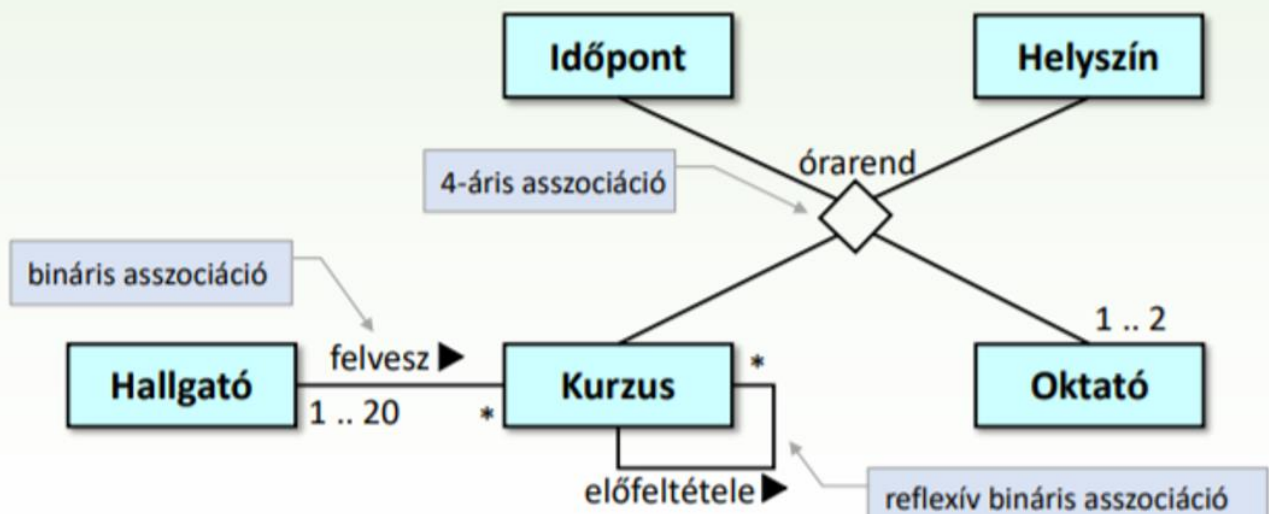 Időpont
Helyszín
4-áris asszociáció
órarend
bináris asszociáció
1 .. 2
felvesz ▶
*
Hallgató
1 .. 20
*
Kurzus
Oktató
előfeltétele ▶
reflexív bináris asszociáció